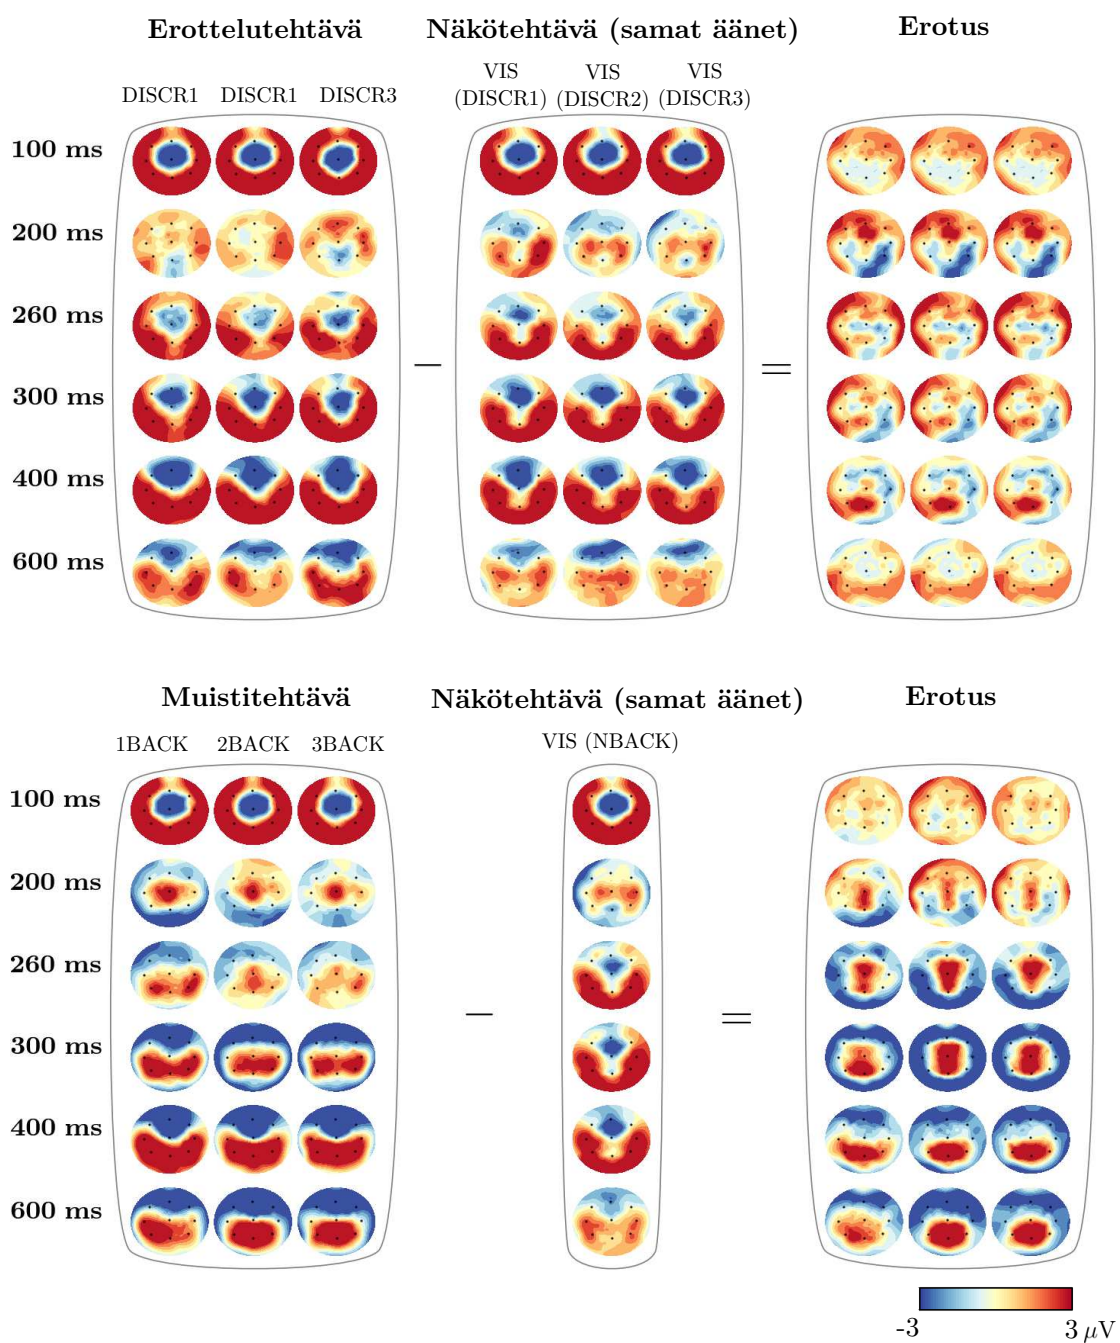 Erottelutehtävä Näkötehtävä (samat äänet) Erotus
DISCR1 DISCR1 DISCR3 VIS (DISCR1) VIS (DISCR2) VIS (DISCR3)
100 ms
200 ms
260 ms
300 ms
− =
400 ms
600 ms
Muistitehtävä Näkötehtävä (samat äänet) Erotus
1BACK 2BACK 3BACK VIS (NBACK)
100 ms
200 ms
260 ms
− =
300 ms
400 ms
600 ms
-3 3 μV